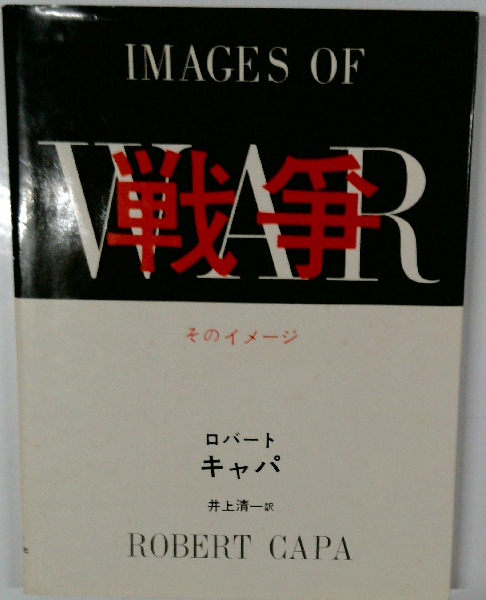 IMAGES OF
WAR
戦争
そのイメージ
ロバート
キャパ
井上清一訳
ROBERT CAPA